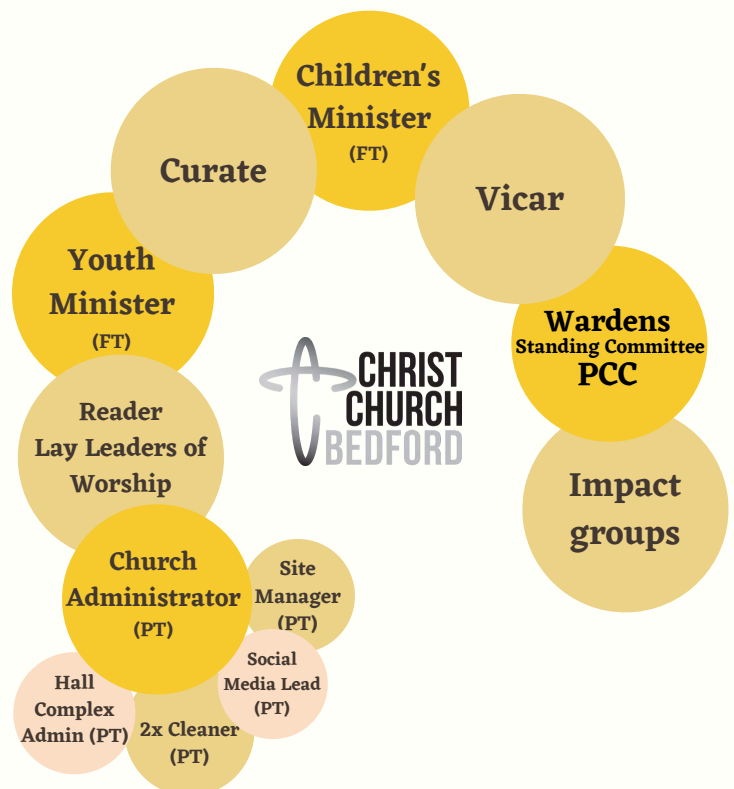 Children's
Minister
(FT)
Curate
Vicar
Youth
Minister
(FT)
Wardens
Standing Committee
PCC
CHRIST
CHURCH
BEDFORD
Reader
Lay Leaders of
Worship
Impact
groups
Church
Administrator
(PT)
Site
Manager
(PT)
Social
Media Lead
(PT)
Hall
Complex
Admin (PT)
2x Cleaner
(PT)